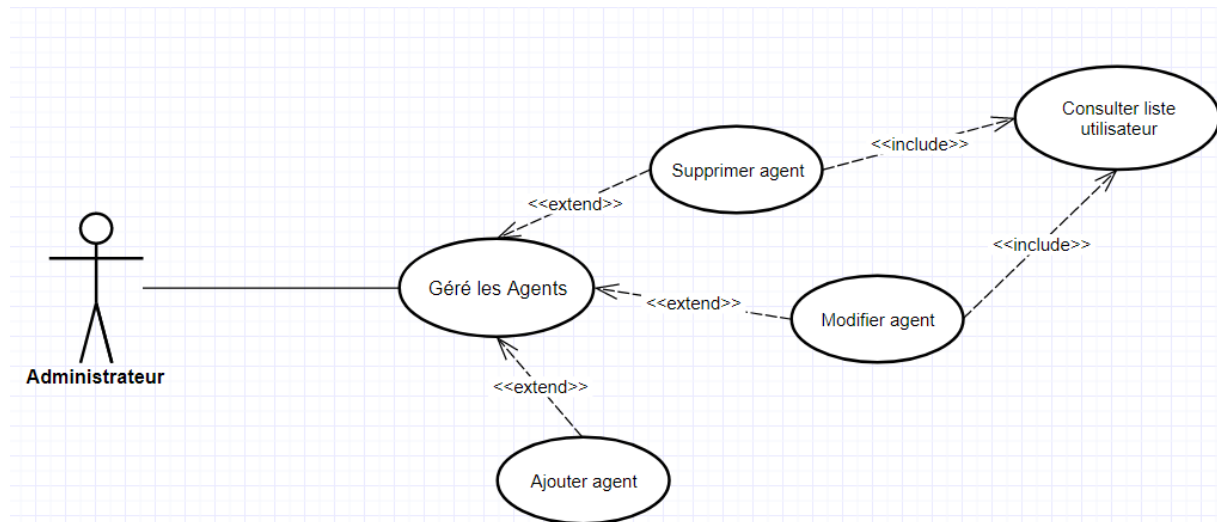 Consulter liste
utilisateur
<<include>>
Supprimer agent
<<extend>>
<<include>>
Géré les Agents
<<extend>>
Modifier agent
Administrateur
<<extend>>
Ajouter agent